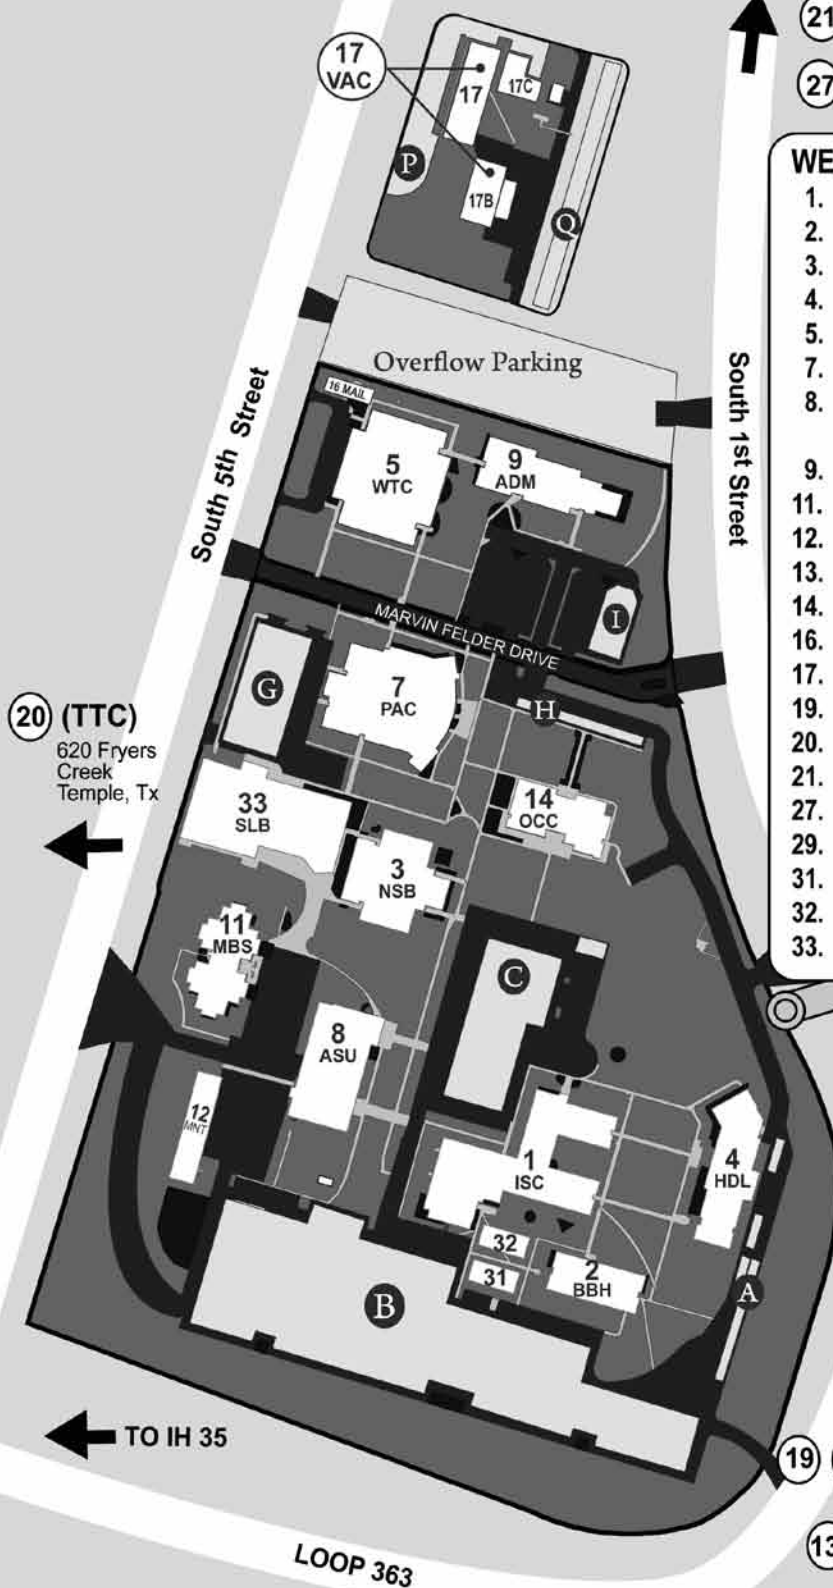 21
27
17
VAC
17
17C
17B
P
Q
WE
1.
2.
3.
4.
5.
7.
8.
9.
11.
12.
13.
14.
16.
17.
19.
20.
21.
27.
29.
31.
32.
33.
Overflow Parking
South 5th Street
South 1st Street
16 MAIL
5
WTC
9
ADM
I
MARVIN FELDER DRIVE
G
7
PAC
H
20 (TTC)
620 Fryers
Creek
Temple, Tx
33
SLB
14
OCC
3
NSB
11
MBS
C
8
ASU
12
MNT
1
ISC
4
HDL
32
31
2
BBH
A
B
TO IH 35
19 (
13
LOOP 363